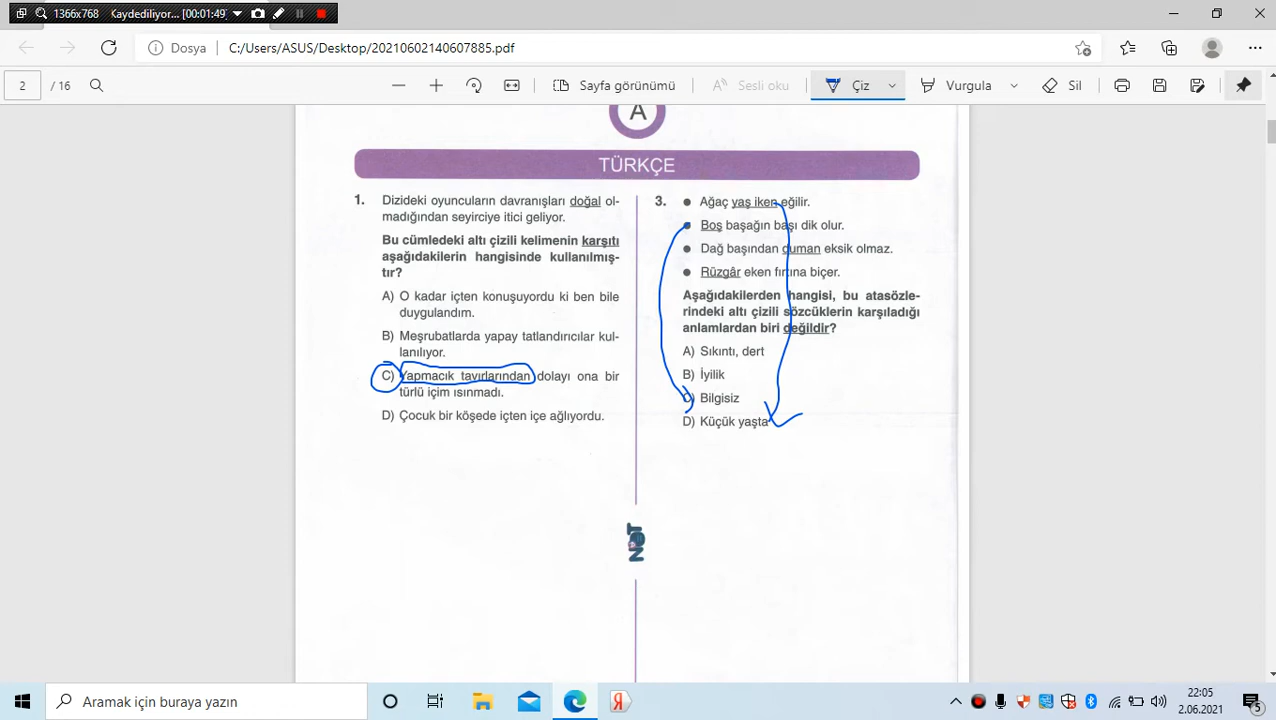 1366x768 Kaydediliyor... [00:01:49]
Dosya C:/Users/ASUS/Desktop/20210602140607885.pdf
2 / 16 Sayfa görünümü Sesli oku Çiz Vurgula Sil
A
TÜRKÇE
1. Dizideki oyuncuların davranışları doğal ol-
madığından seyirciye itici geliyor.
Bu cümledeki altı çizili kelimenin karşıtı
aşağıdakilerin hangisinde kullanılmış-
tır?
A) O kadar içten konuşuyordu ki ben bile
duygulandım.
B) Meşrubatlarda yapay tatlandırıcılar kul-
lanılıyor.
C) Yapmacık tavırlarından dolayı ona bir
türlü içim ısınmadı.
D) Çocuk bir köşede içten içe ağlıyordu.
3. ● Ağaç yaş iken eğilir.
● Boş başağın başı dik olur.
● Dağ başından duman eksik olmaz.
● Rüzgâr eken fırtına biçer.
Aşağıdakilerden hangisi, bu atasözle-
rindeki altı çizili sözcüklerin karşıladığı
anlamlardan biri değildir?
A) Sıkıntı, dert
B) İyilik
C) Bilgisiz
D) Küçük yaşta
NeT
Aramak için buraya yazın
22:05
2.06.2021
5